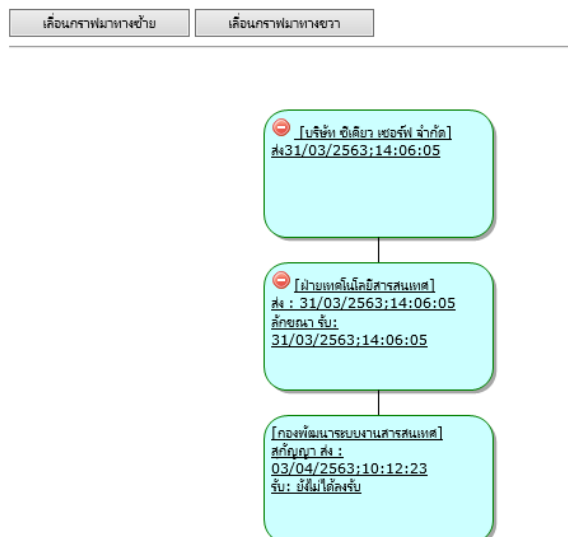 เลื่อนกราฟมาทางซ้าย
เลื่อนกราฟมาทางขวา
[บริษัท ซิเคียว เซอร์ฟ จำกัด]
ส่ง31/03/2563;14:06:05
[ฝ่ายเทคโนโลยีสารสนเทศ]
ส่ง : 31/03/2563;14:06:05
ลักขณา รับ:
31/03/2563;14:06:05
[กองพัฒนาระบบงานสารสนเทศ]
สกัญญา ส่ง :
03/04/2563;10:12:23
รับ: ยังไม่ได้ลงรับ